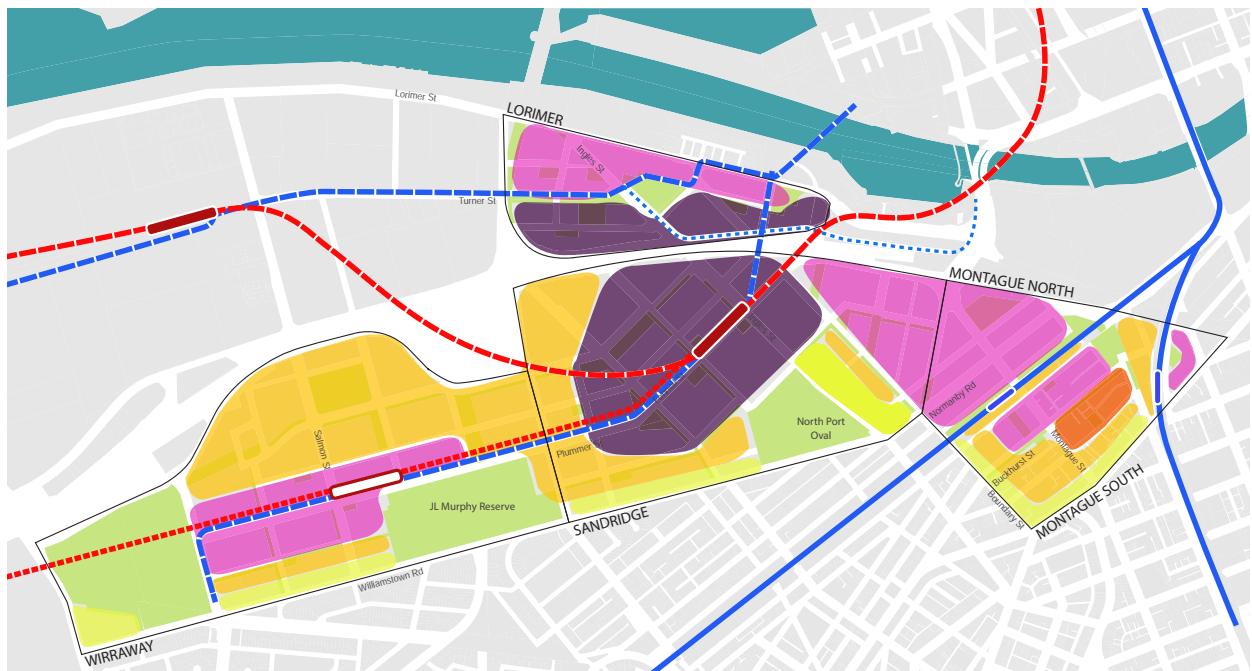 Lorimer St
LORIMER
Ingles St
Turner St
MONTAGUE NORTH
Normanby Rd
North Port
Oval
Salmon St
Plummer
Montague St
Buckhurst St
Boundary St
MONTAGUE SOUTH
JL Murphy Reserve
SANDRIDGE
Williamstown Rd
WIRRAWAY